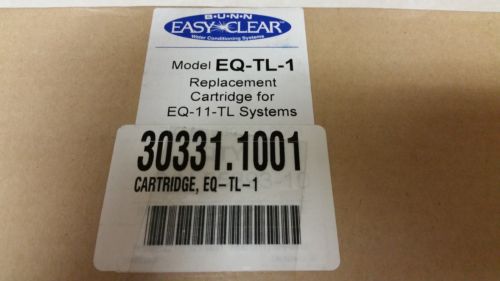 B·U·N·N
EASY CLEAR
Water Conditioning Systems
Model EQ-TL-1
Replacement
Cartridge for
EQ-11-TL Systems
30331.1001
CARTRIDGE, EQ-TL-1